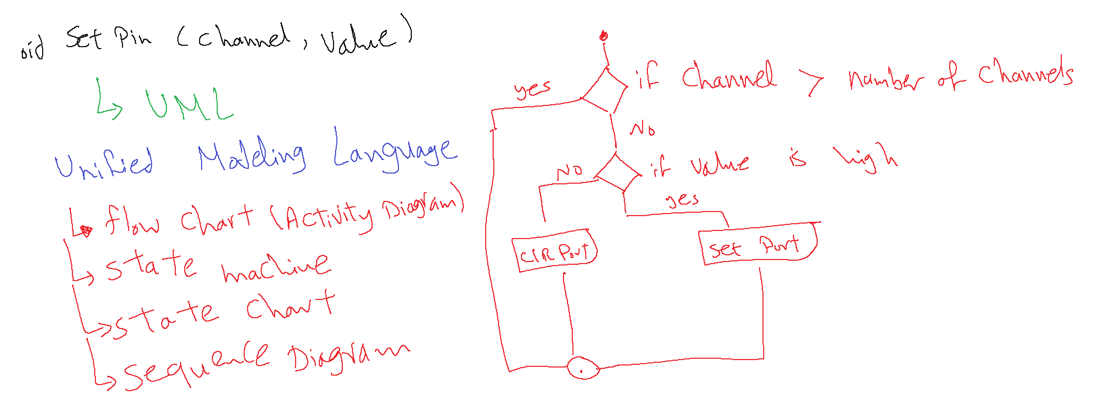 oid Set Pin (Channel, Value)
UML
Unified Modeling Language
flow chart (Activity Diagram)
state machine
state chart
sequence Diagram
if Channel > number of Channels
yes
No
if value is high
NO
yes
ClR Port
Set Port